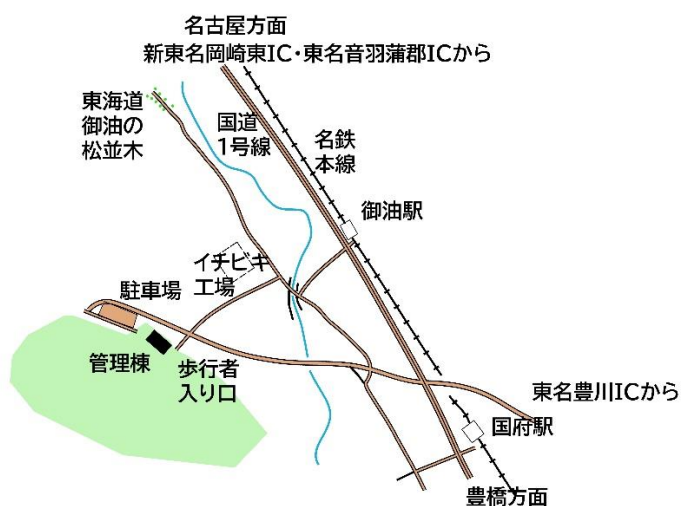 名古屋方面
新東名岡崎東IC・東名音羽蒲郡ICから
東海道
御油の
松並木
国道
1号線
名鉄
本線
御油駅
イチビキ
工場
駐車場
管理棟
歩行者
入り口
東名豊川ICから
国府駅
豊橋方面